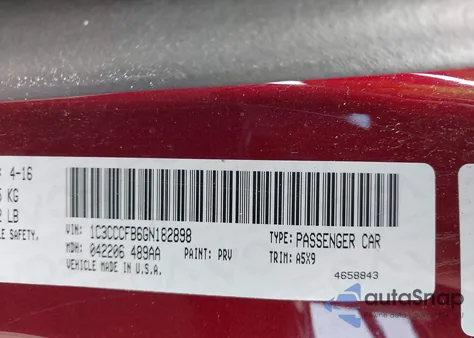 4-16
KG
LB
SAFETY.
VIN: 1C3CCCFB6GN182898 TYPE: PASSENGER CAR
MDH: 042206 489AA PAINT: PRV TRIM: A5X9
VEHICLE MADE IN U.S.A.
4658843
autoSnap